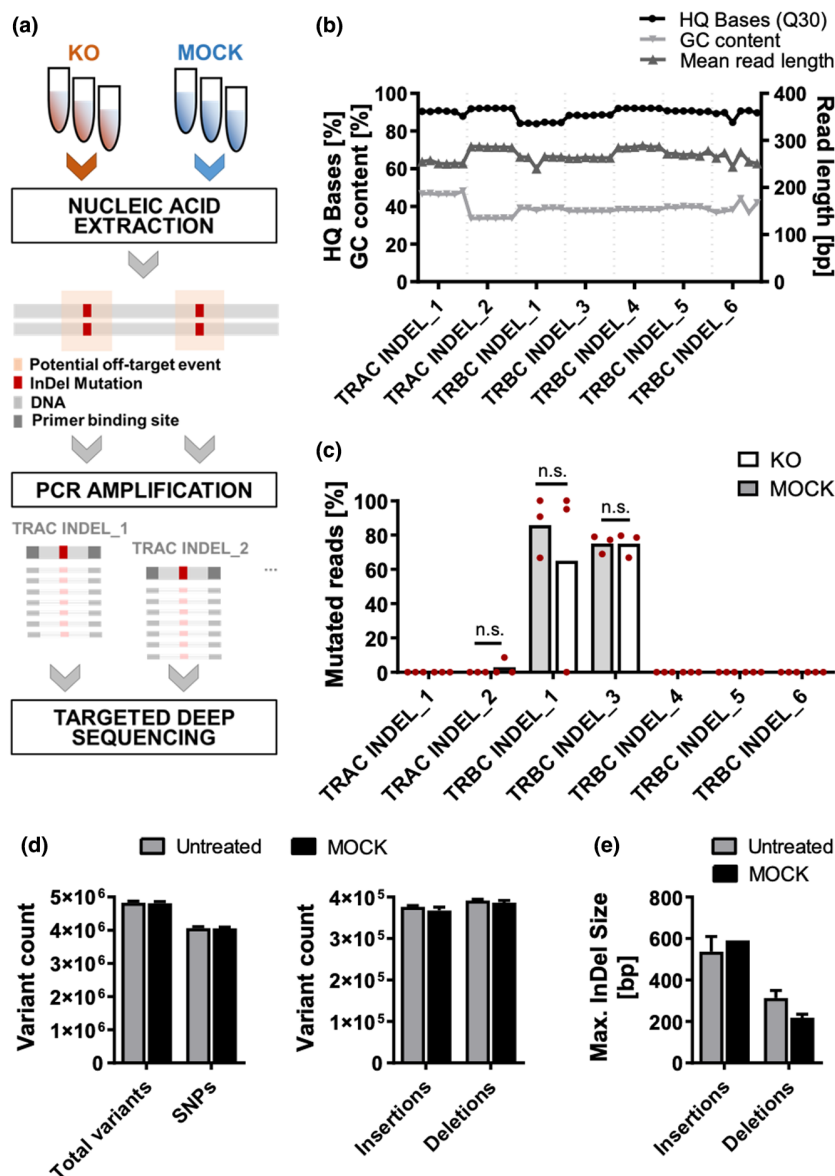 (a)
KO
MOCK
NUCLEIC ACID
EXTRACTION
Potential off-target event
InDel Mutation
DNA
Primer binding site
PCR AMPLIFICATION
TRAC INDEL_1
TRAC INDEL_2
...
TARGETED DEEP
SEQUENCING
(b)
HQ Bases (Q30)
GC content
Mean read length
HQ Bases [%]
GC content [%]
100
80
60
40
20
0
400
300
200
100
0
Read length [bp]
TRAC INDEL_1
TRAC INDEL_2
TRBC INDEL_1
TRBC INDEL_3
TRBC INDEL_4
TRBC INDEL_5
TRBC INDEL_6
(c)
KO
MOCK
Mutated reads [%]
100
80
60
40
20
0
n.s.
n.s.
n.s.
TRAC INDEL_1
TRAC INDEL_2
TRBC INDEL_1
TRBC INDEL_3
TRBC INDEL_4
TRBC INDEL_5
TRBC INDEL_6
(d)
Untreated
MOCK
Variant count
5×10⁶
4×10⁶
3×10⁶
2×10⁶
1×10⁶
0
Total variants
SNPs
Variant count
4×10⁵
3×10⁵
2×10⁵
1×10⁵
0
Insertions
Deletions
(e)
Untreated
MOCK
Max. InDel Size
[bp]
800
600
400
200
0
Insertions
Deletions